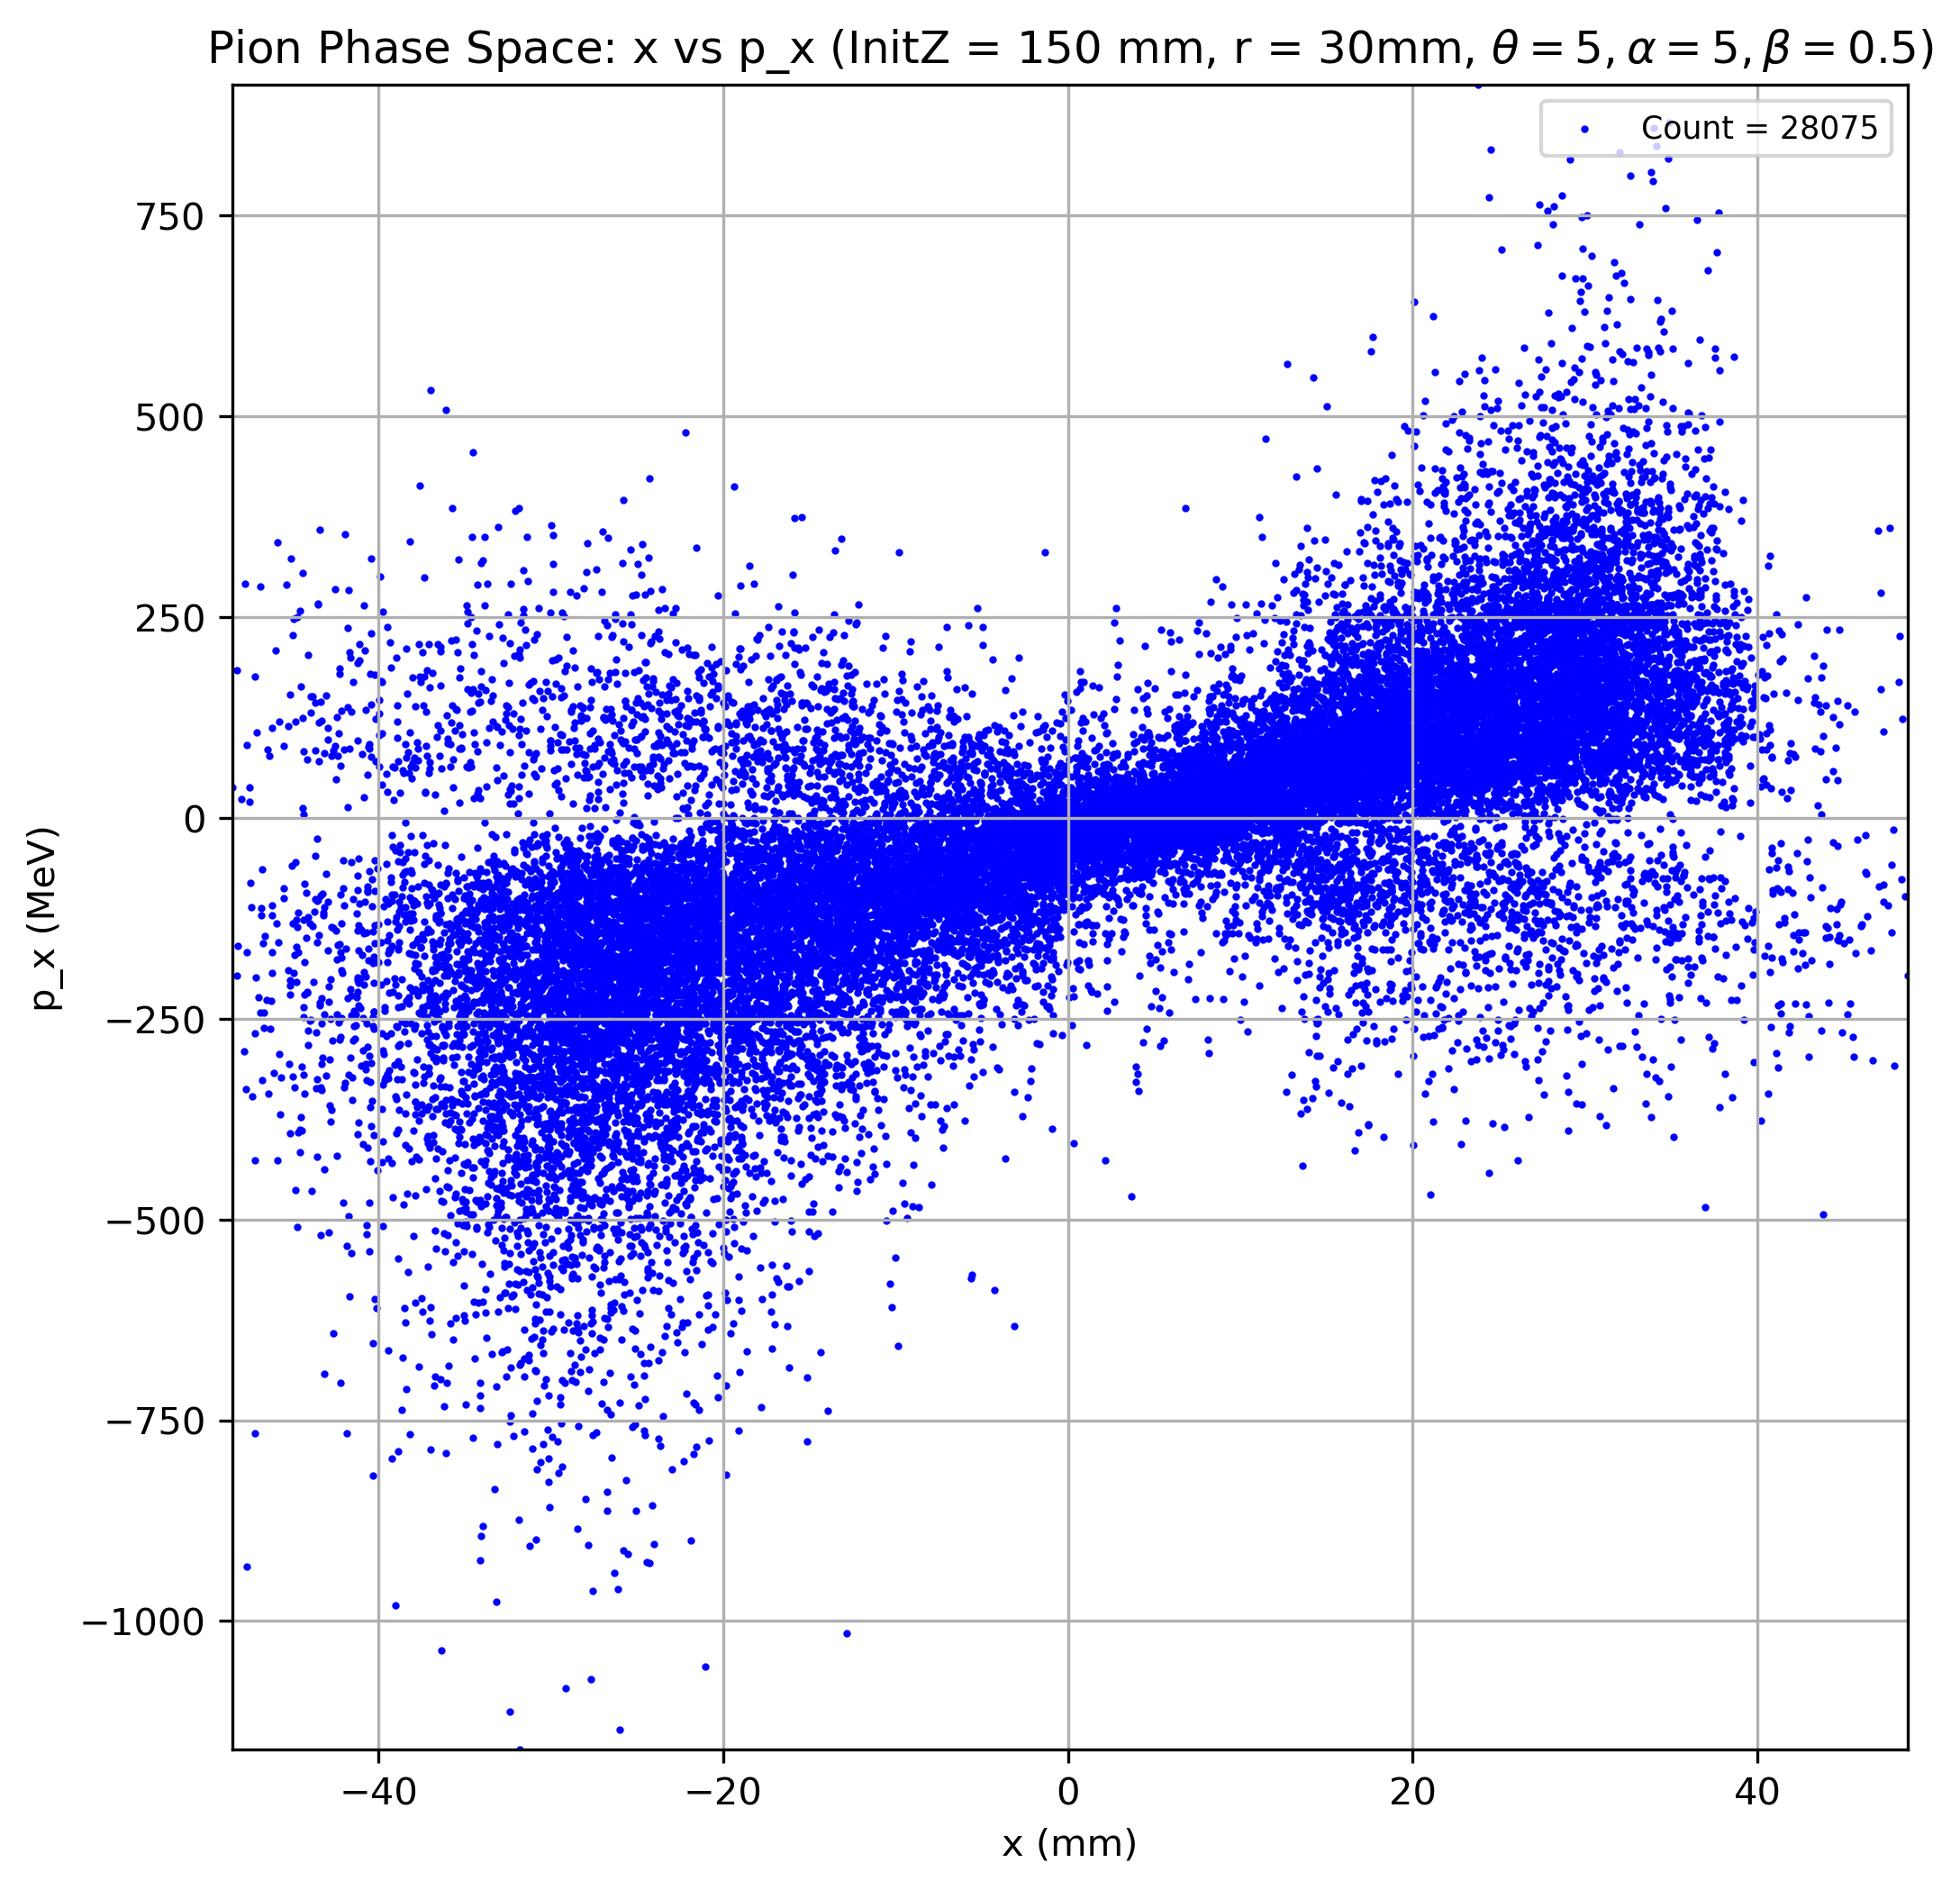 Pion Phase Space: x vs p_x (InitZ = 150 mm, r = 30mm, θ = 5, α = 5, β = 0.5)
Count = 28075
750
500
250
0
−250
−500
−750
−1000
p_x (MeV)
−40 −20 0 20 40
x (mm)